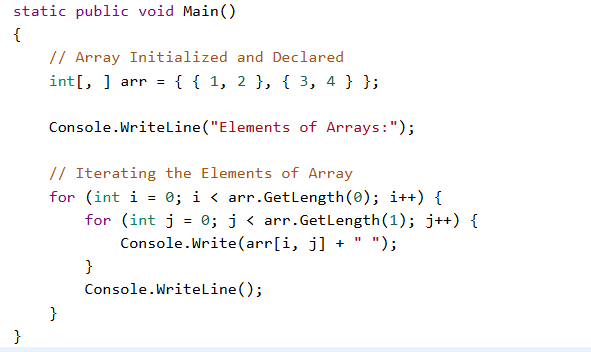 static public void Main()
{
    // Array Initialized and Declared
    int[, ] arr = { { 1, 2 }, { 3, 4 } };

    Console.WriteLine("Elements of Arrays:");

    // Iterating the Elements of Array
    for (int i = 0; i < arr.GetLength(0); i++) {
        for (int j = 0; j < arr.GetLength(1); j++) {
            Console.Write(arr[i, j] + " ");
        }
        Console.WriteLine();
    }
}